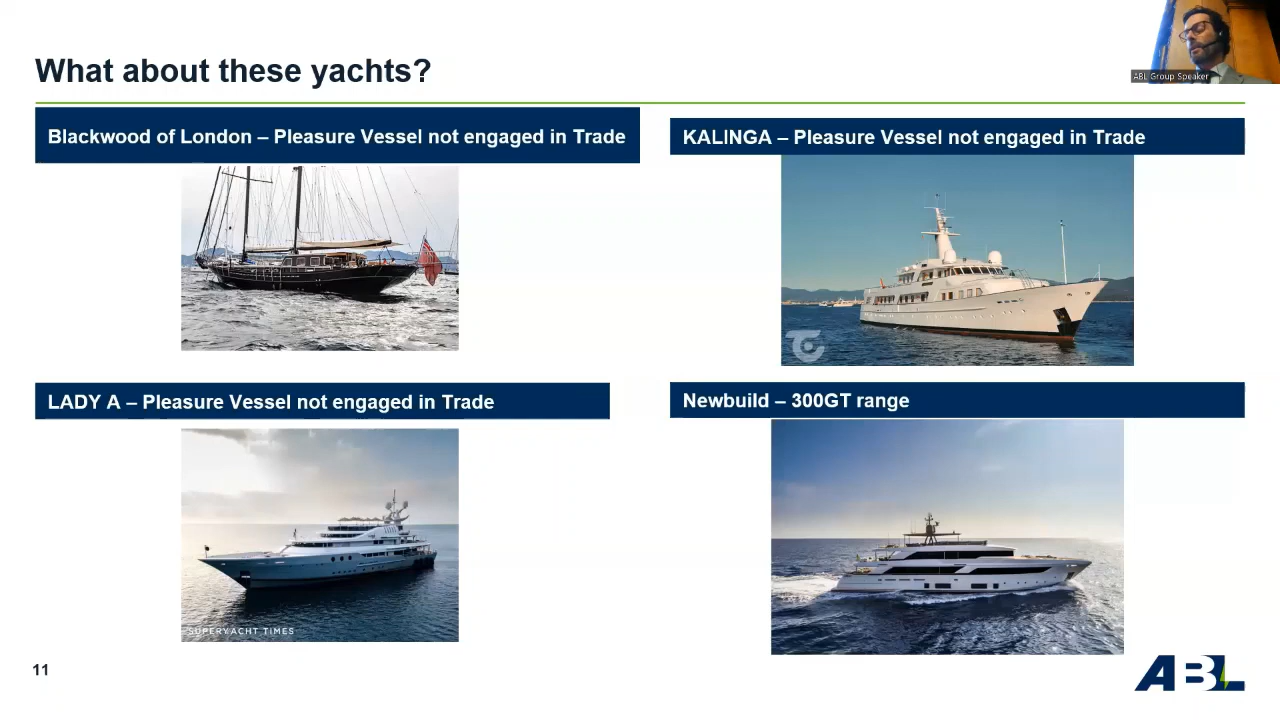 What about these yachts?
ABL Group Speaker
Blackwood of London – Pleasure Vessel not engaged in Trade
KALINGA – Pleasure Vessel not engaged in Trade
LADY A – Pleasure Vessel not engaged in Trade
Newbuild – 300GT range
SUPERYACHT TIMES
11
ABL